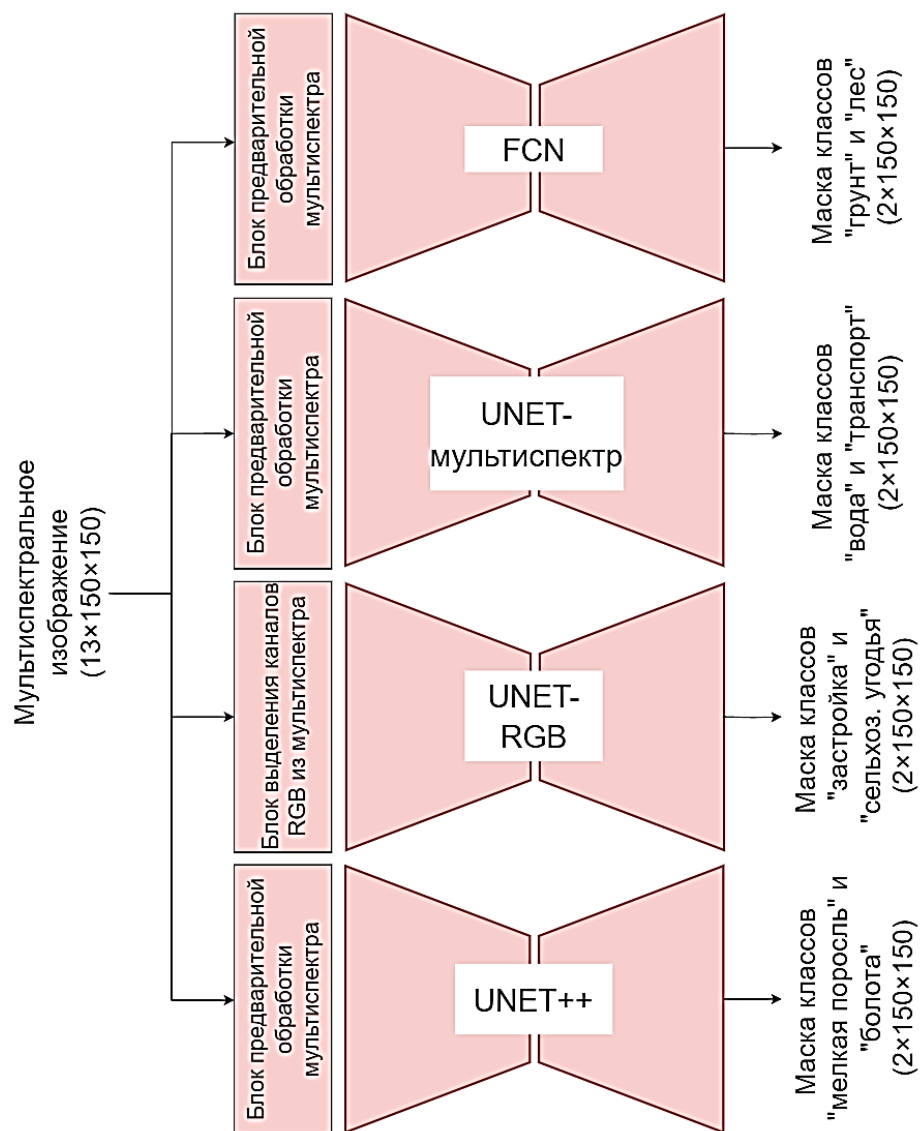 Мультиспектральное
изображение
(13×150×150)
Блок предварительной
обработки
мультиспектра
FCN
Маска классов
"грунт" и "лес"
(2×150×150)
Блок предварительной
обработки
мультиспектра
UNET-
мультиспектр
Маска классов
"вода" и "транспорт"
(2×150×150)
Блок выделения каналов
RGB из мультиспектра
UNET-
RGB
Маска классов
"застройка" и
"сельхоз. угодья"
(2×150×150)
Блок предварительной
обработки
мультиспектра
UNET++
Маска классов
"мелкая поросль" и
"болота"
(2×150×150)